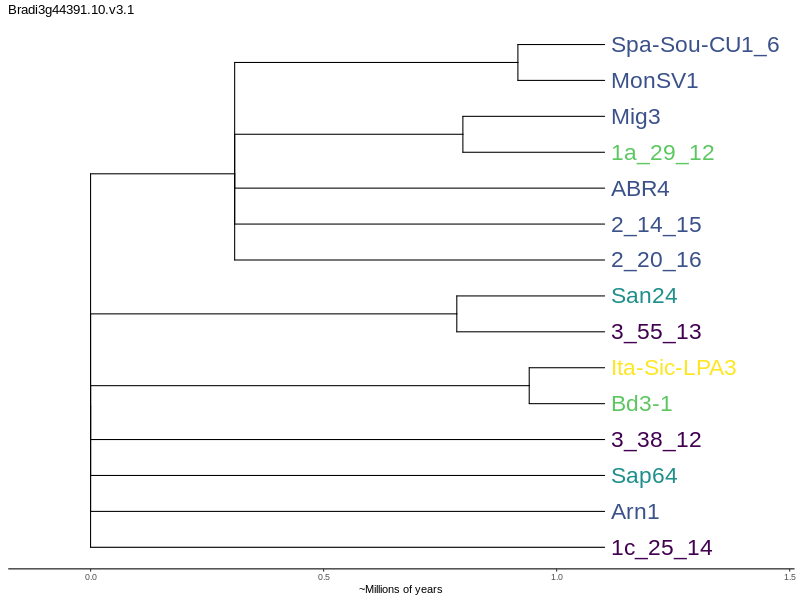 Bradi3g44391.10.v3.1
Spa-Sou-CU1_6
MonSV1
Mig3
1a_29_12
ABR4
2_14_15
2_20_16
San24
3_55_13
Ita-Sic-LPA3
Bd3-1
3_38_12
Sap64
Arn1
1c_25_14
0.0 0.5 1.0 1.5
~Millions of years